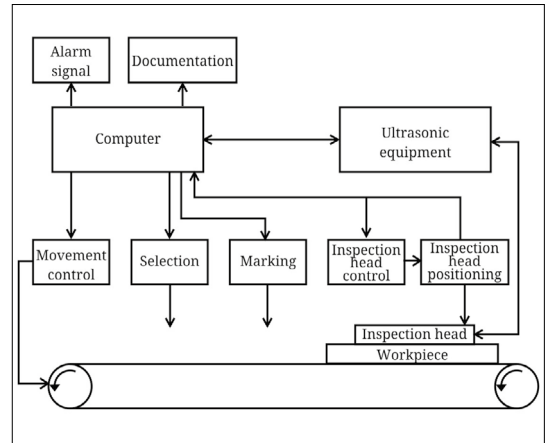 Alarm
signal
Documentation
Computer
Ultrasonic
equipment
Movement
control
Selection
Marking
Inspection
head
control
Inspection
head
positioning
Inspection head
Workpiece